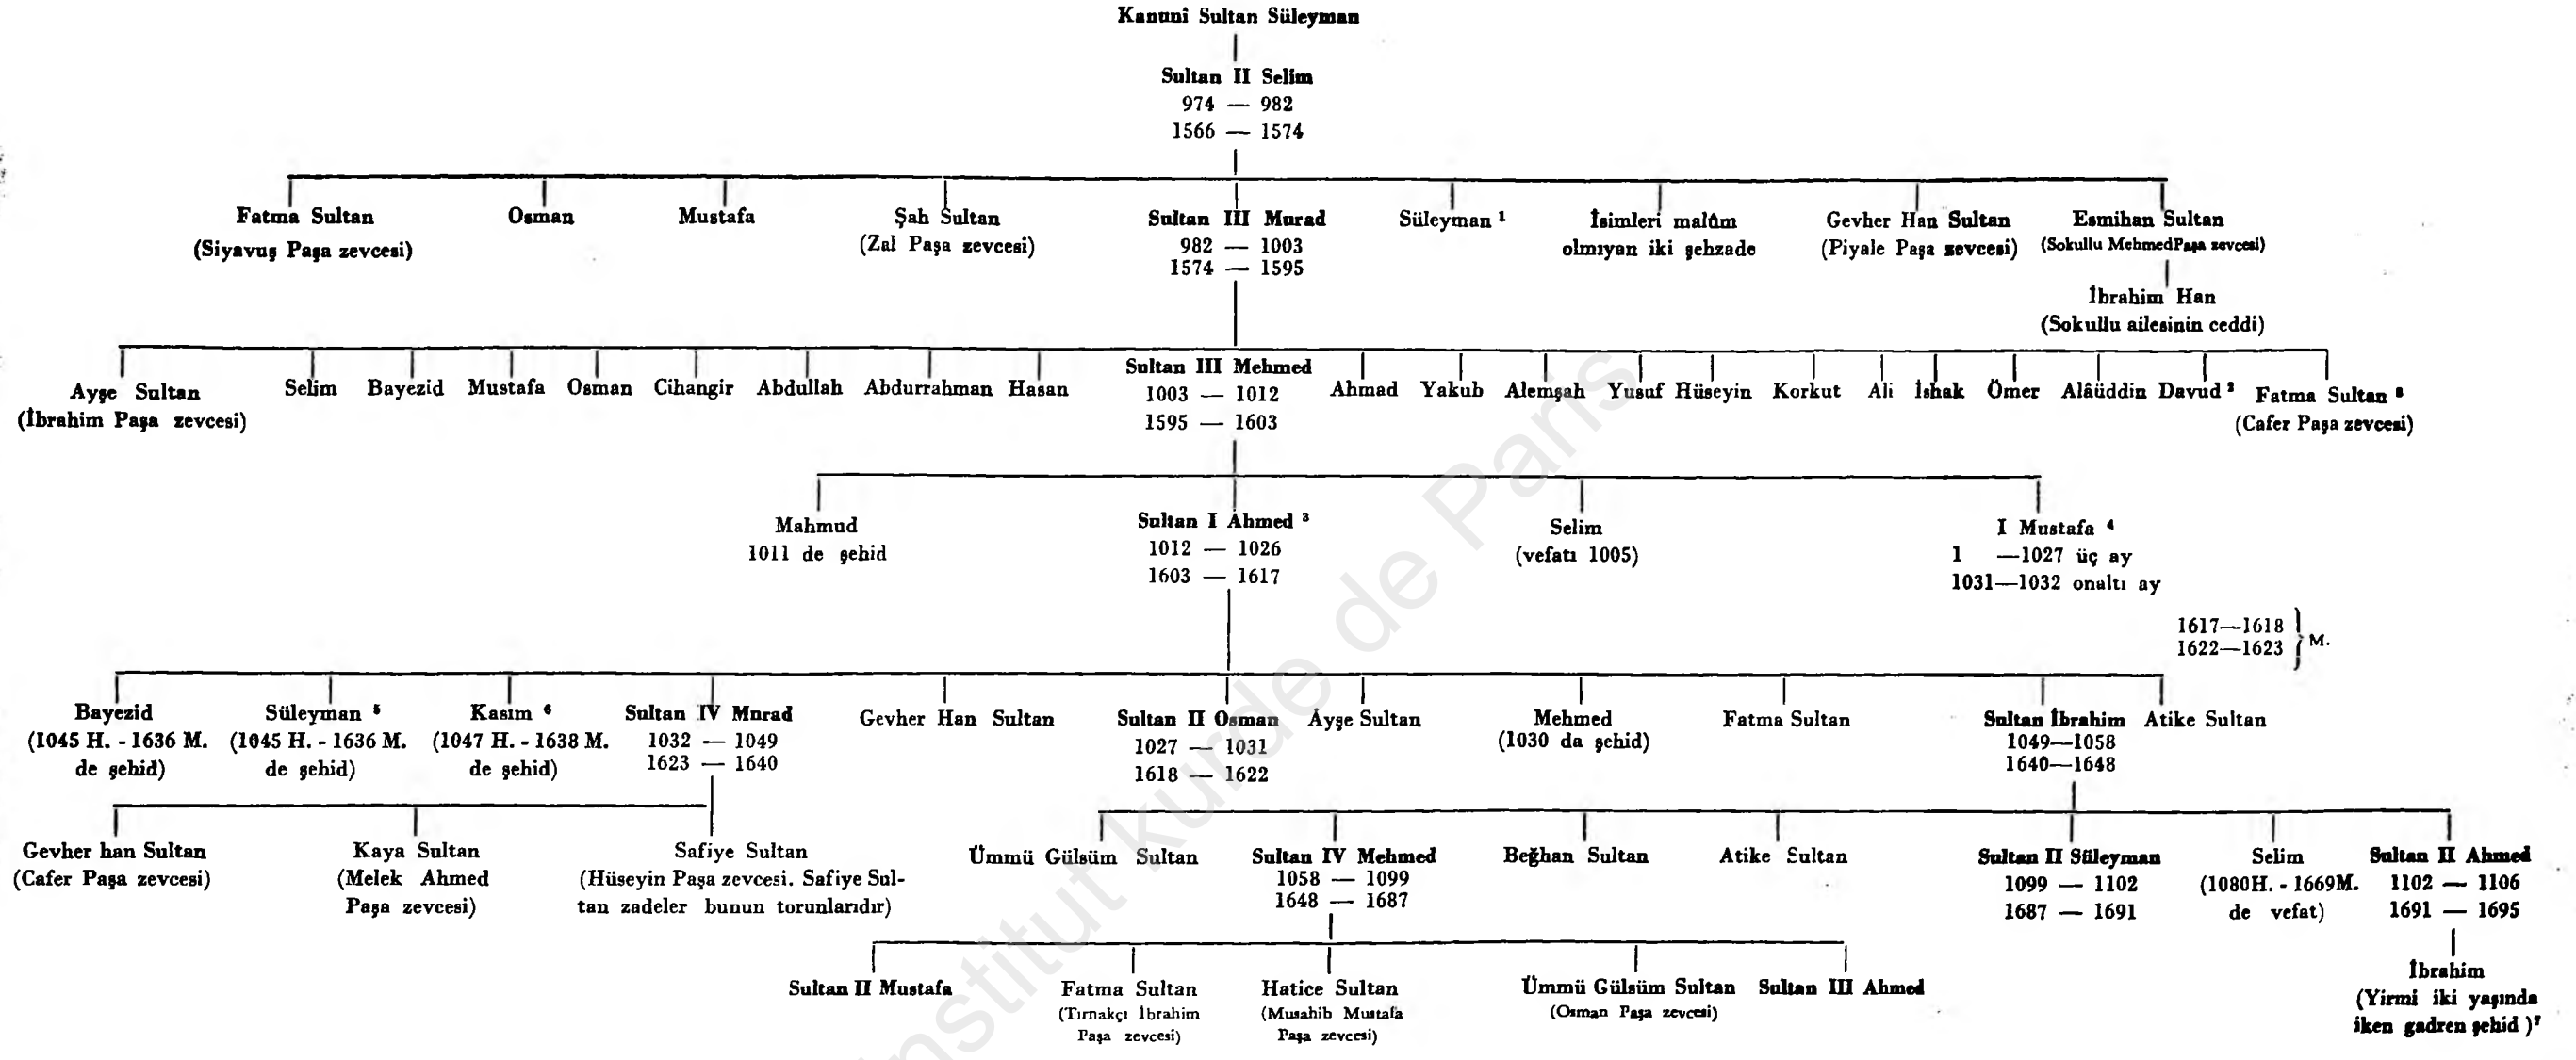 Kanunî Sultan Süleyman
Sultan II Selim
974 — 982
1566 — 1574
Fatma Sultan
(Siyavuş Paşa zevcesi)
Osman
Mustafa
Şah Sultan
(Zal Paşa zevcesi)
Sultan III Murad
982 — 1003
1574 — 1595
Süleyman ¹
İsimleri malûm
olmıyan iki şehzade
Gevher Han Sultan
(Piyale Paşa zevcesi)
Esmihan Sultan
(Sokullu MehmedPaşa zevcesi)
İbrahim Han
(Sokullu ailesinin ceddi)
Ayşe Sultan
(İbrahim Paşa zevcesi)
Selim
Bayezid
Mustafa
Osman
Cihangir
Abdullah
Abdurrahman
Hasan
Sultan III Mehmed
1003 — 1012
1595 — 1603
Ahmad
Yakub
Alemşah
Yusuf
Hüseyin
Korkut
Ali
İshak
Ömer
Alâüddin
Davud ²
Fatma Sultan
(Cafer Paşa zevcesi)
Mahmud
1011 de şehid
Sultan I Ahmed ³
1012 — 1026
1603 — 1617
Selim
(vefatı 1005)
I Mustafa ⁴
1 —1027 üç ay
1031—1032 onaltı ay
1617—1618
1622—1623 } M.
Bayezid
(1045 H. - 1636 M.
de şehid)
Süleyman ⁵
(1045 H. - 1636 M.
de şehid)
Kasım ⁶
(1047 H. - 1638 M.
de şehid)
Sultan IV Mnrad
1032 — 1049
1623 — 1640
Gevher Han Sultan
Sultan II Osman
1027 — 1031
1618 — 1622
Ayşe Sultan
Mehmed
(1030 da şehid)
Fatma Sultan
Sultan İbrahim
1049—1058
1640—1648
Atike Sultan
Gevher han Sultan
(Cafer Paşa zevcesi)
Kaya Sultan
(Melek Ahmed
Paşa zevcesi)
Safiye Sultan
(Hüseyin Paşa zevcesi. Safiye Sul-
tan zadeler bunun torunlarıdır)
Ümmü Gülsüm Sultan
Sultan IV Mehmed
1058 — 1099
1648 — 1687
Beğhan Sultan
Atike Sultan
Sultan II Süleyman
1099 — 1102
1687 — 1691
Selim
(1080H. - 1669M.
de vefat)
Sultan II Ahmed
1102 — 1106
1691 — 1695
Sultan II Mustafa
Fatma Sultan
(Tırnakçı İbrahim
Paşa zevcesi)
Hatice Sultan
(Musahib Mustafa
Paşa zevcesi)
Ümmü Gülsüm Sultan
(Osman Paşa zevcesi)
Sultan III Ahmed
İbrahim
(Yirmi iki yaşında
iken gadren şehid )⁷
Institut kurde de Paris